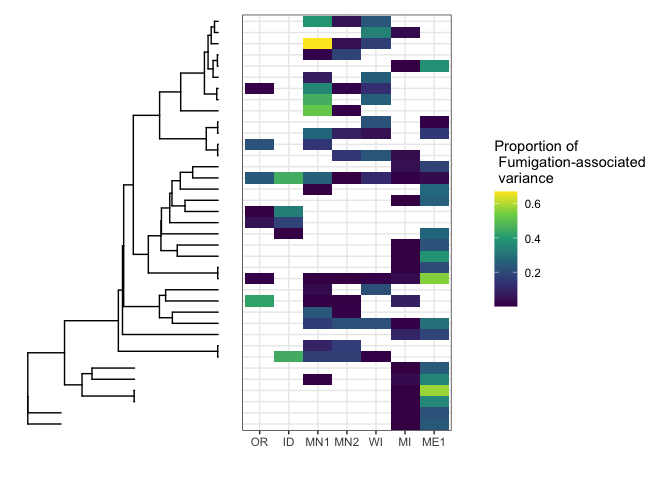 Proportion of
Fumigation-associated
variance
0.6
0.4
0.2
OR ID MN1 MN2 WI MI ME1